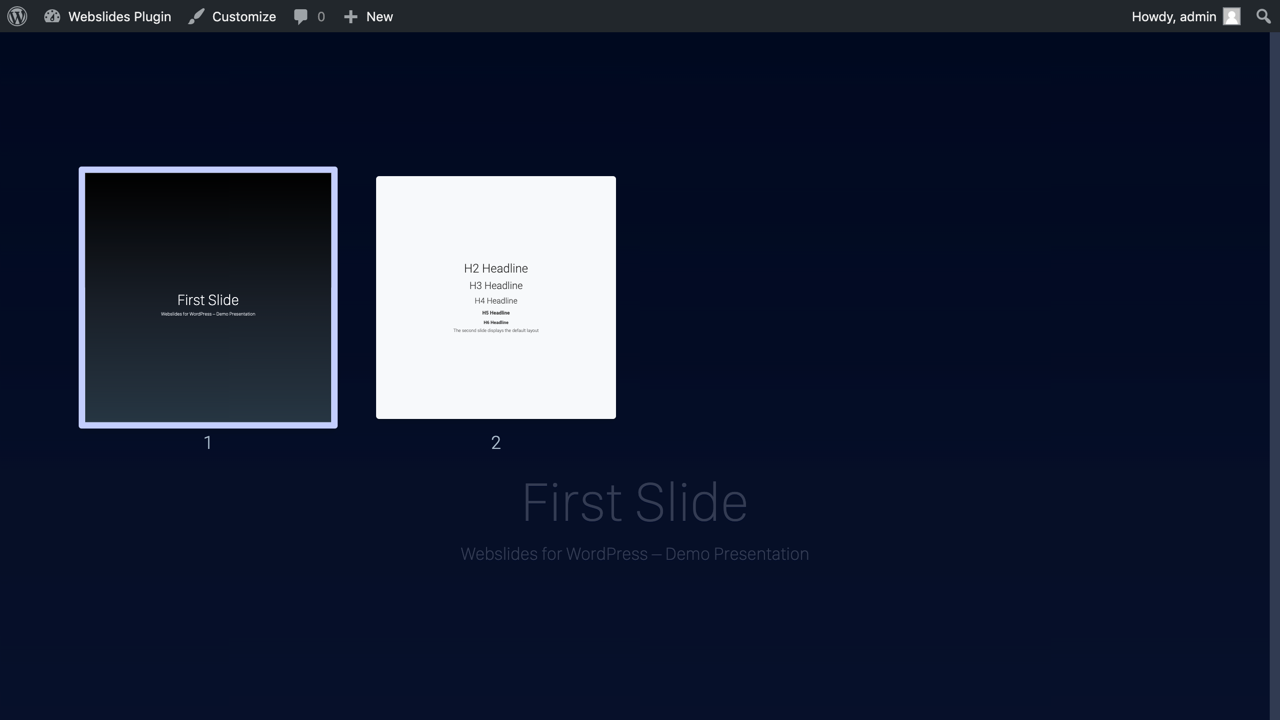 Webslides Plugin Customize 0 New Howdy, admin
First Slide
Webslides for WordPress – Demo Presentation
1
H2 Headline
H3 Headline
H4 Headline
H5 Headline
H6 Headline
The second slide displays the default layout
2
First Slide
Webslides for WordPress – Demo Presentation